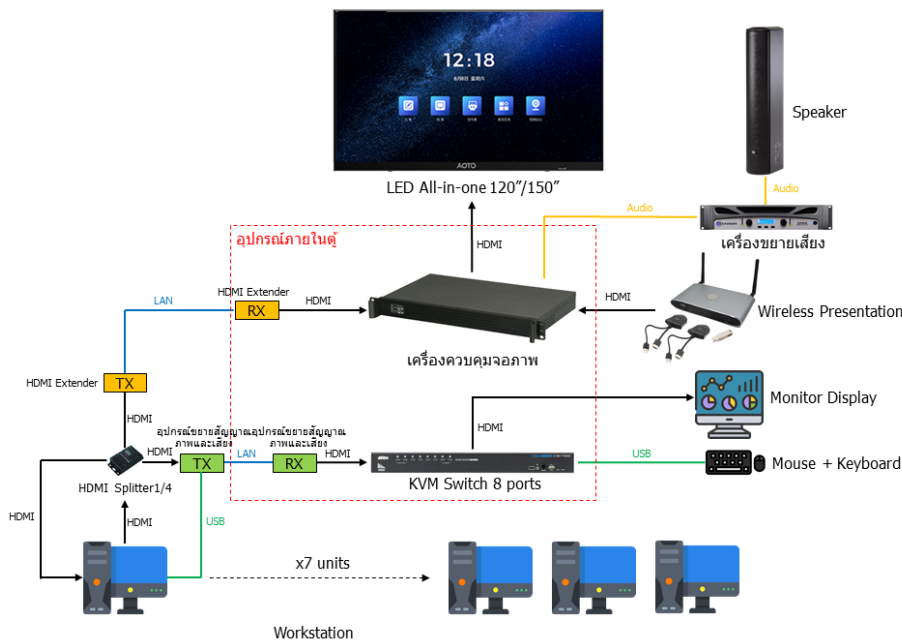 12:18
AOTO
LED All-in-one 120”/150”
Speaker
Audio
Audio
เครื่องขยายเสียง
อุปกรณ์ภายในตู้
HDMI
HDMI Extender
LAN
RX
HDMI
HDMI
Wireless Presentation
เครื่องควบคุมจอภาพ
HDMI Extender
TX
HDMI
Monitor Display
HDMI
อุปกรณ์ขยายสัญญาณ
ภาพและเสียง
อุปกรณ์ขยายสัญญาณ
ภาพและเสียง
HDMI
TX
LAN
RX
HDMI
USB
Mouse + Keyboard
HDMI Splitter1/4
KVM Switch 8 ports
HDMI
HDMI
USB
x7 units
Workstation